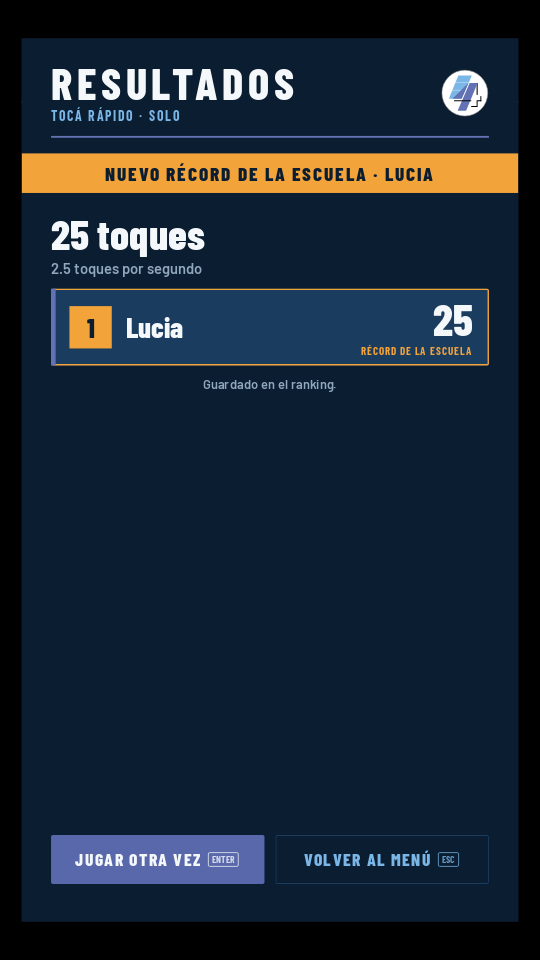 RESULTADOS
TOCÁ RÁPIDO · SOLO
NUEVO RÉCORD DE LA ESCUELA · LUCIA
25 toques
2.5 toques por segundo
1 Lucia 25
RÉCORD DE LA ESCUELA
Guardado en el ranking.
JUGAR OTRA VEZ ENTER
VOLVER AL MENÚ ESC